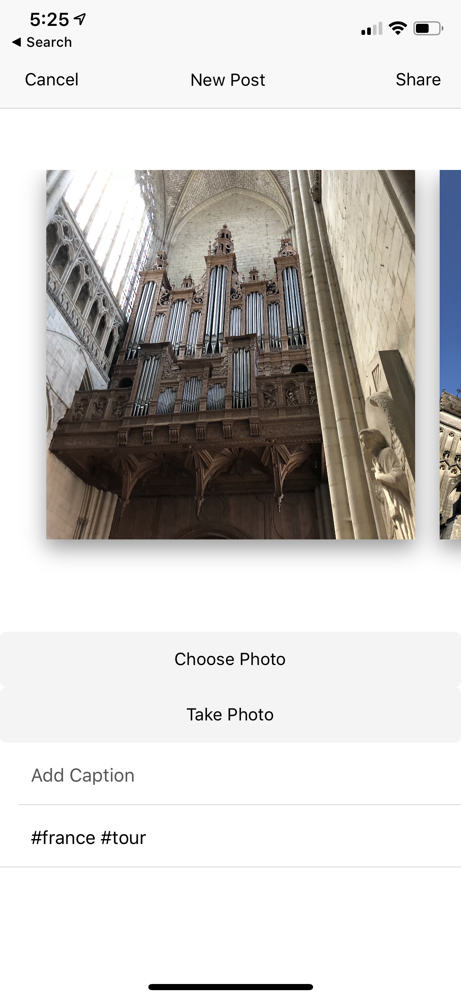 5:25
Search
Cancel New Post Share
Choose Photo
Take Photo
Add Caption
#france #tour